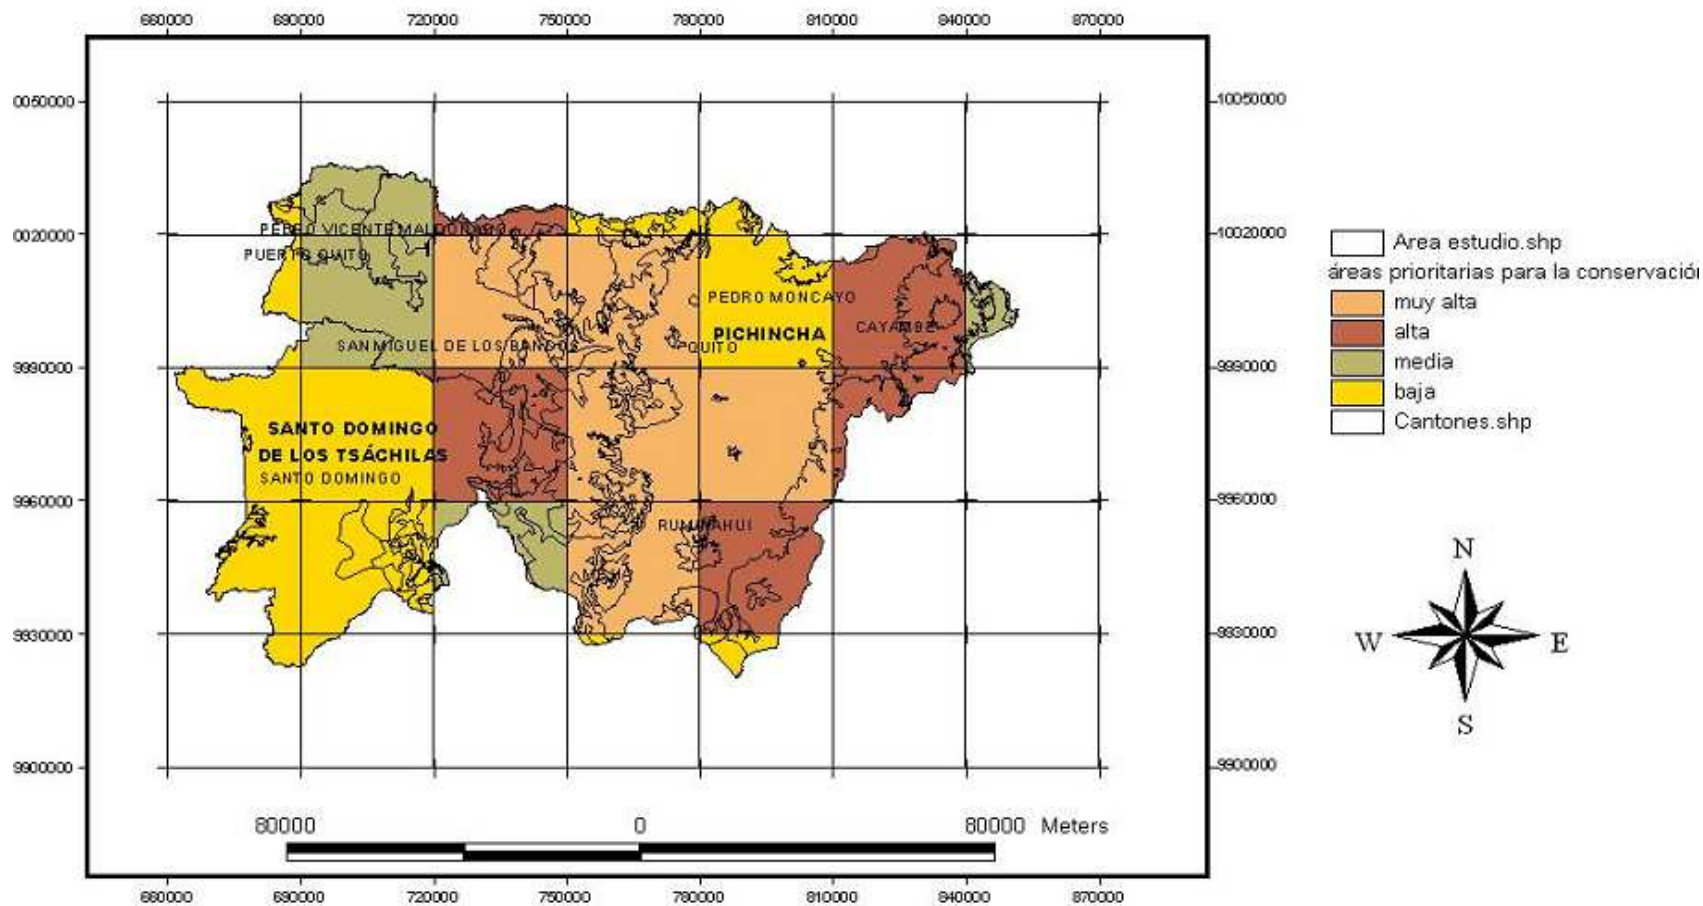 660000 690000 720000 750000 780000 810000 840000 870000
0050000 10050000
0020000 10020000
9990000 9990000
9960000 9960000
9930000 9930000
9900000 9900000
PEDRO VICENTE MALDONADO
PUERTO QUITO
PEDRO MONCAYO
CAYAMBE
PICHINCHA
SAN MIGUEL DE LOS BANCOS
QUITO
SANTO DOMINGO
DE LOS TSÁCHILAS
SANTO DOMINGO
RUMIÑAHUI
80000 0 80000 Meters
660000 690000 720000 750000 780000 810000 840000 870000
Area estudio.shp
áreas prioritarias para la conservación
muy alta
alta
media
baja
Cantones.shp
N
W E
S